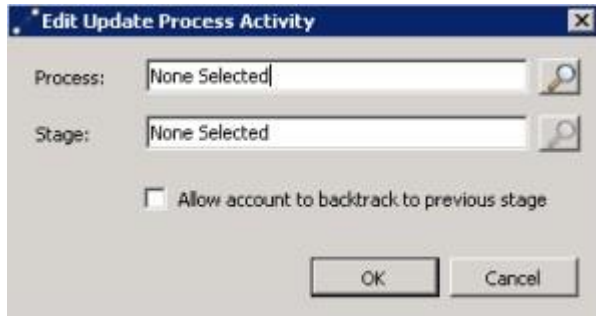 Edit Update Process Activity
Process: None Selected
Stage: None Selected
Allow account to backtrack to previous stage
OK Cancel